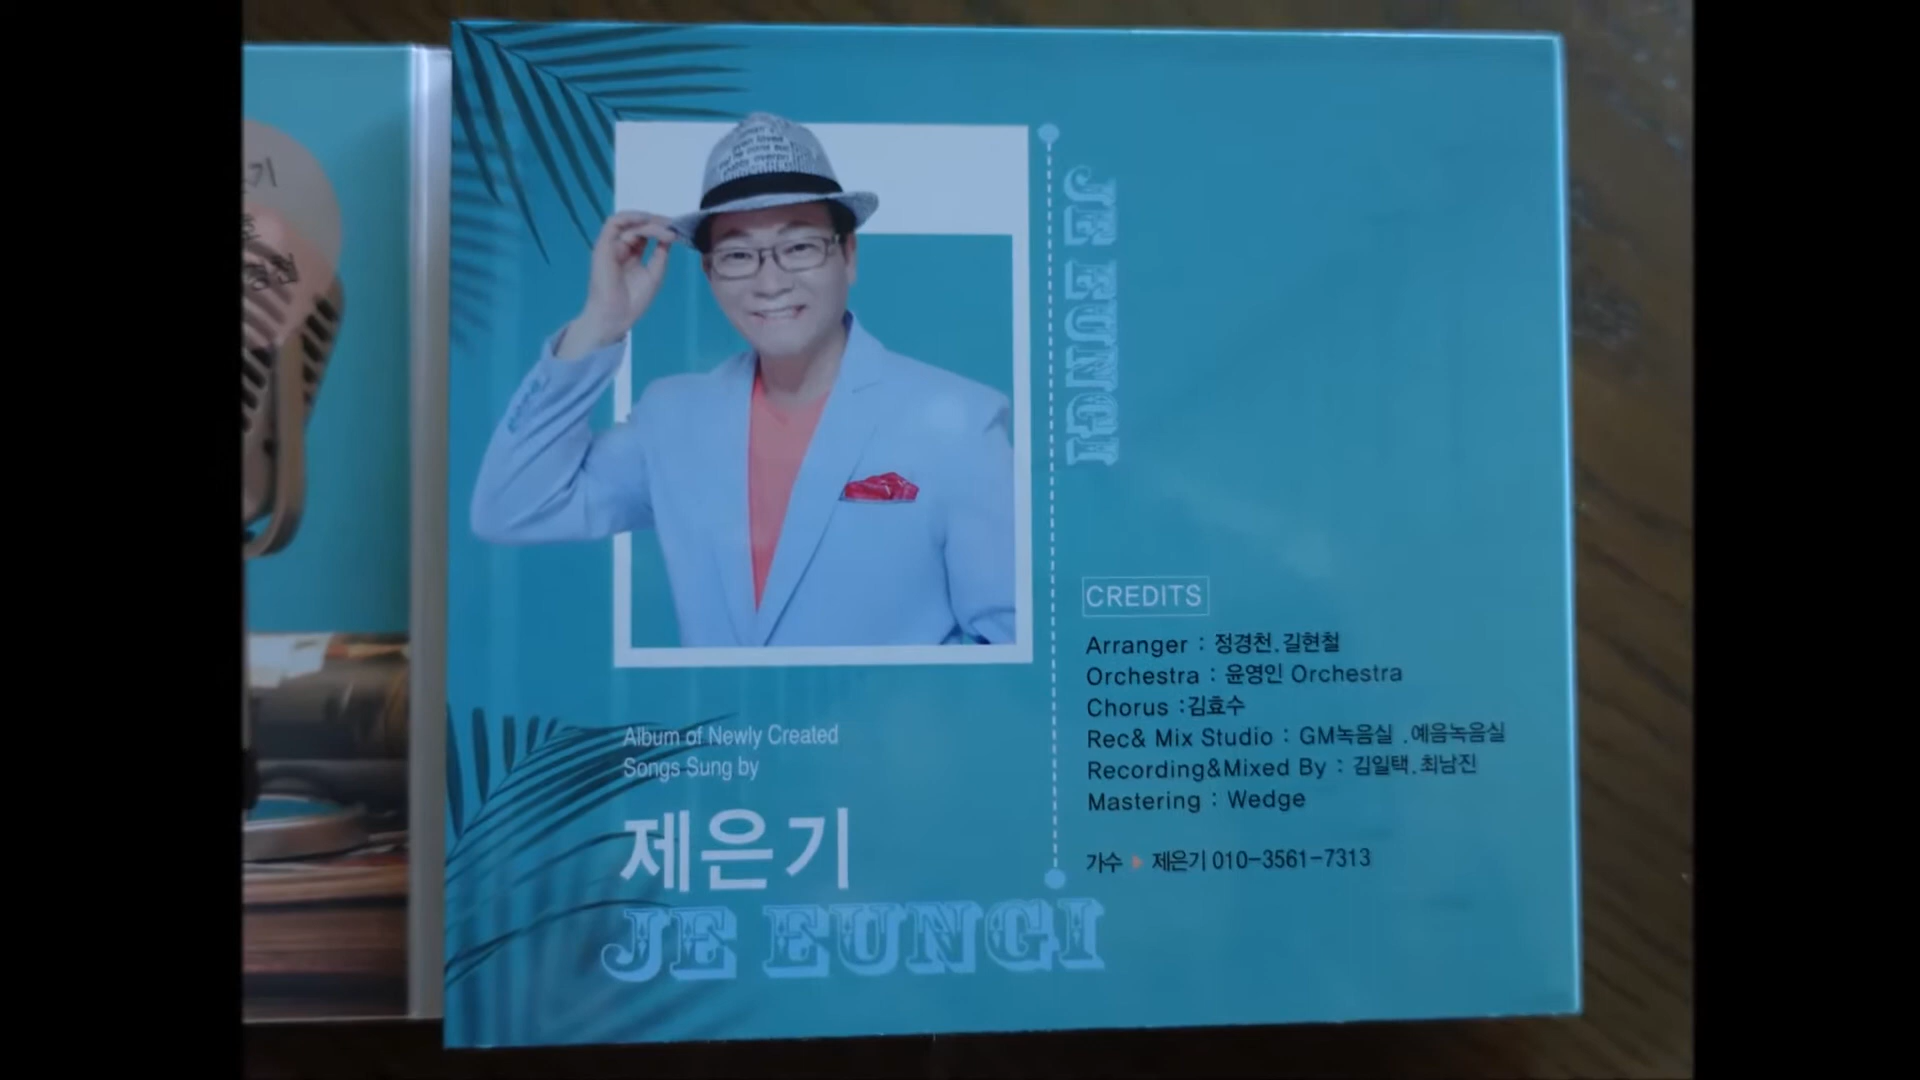 JE EUNGI
CREDITS
Arranger : 정경천.길현철
Orchestra : 윤영인 Orchestra
Chorus :김효수
Rec& Mix Studio : GM녹음실 .예음녹음실
Recording&Mixed By : 김일택.최남진
Mastering : Wedge
가수 ▶ 제은기 010-3561-7313
Album of Newly Created
Songs Sung by
제은기
JE EUNGI